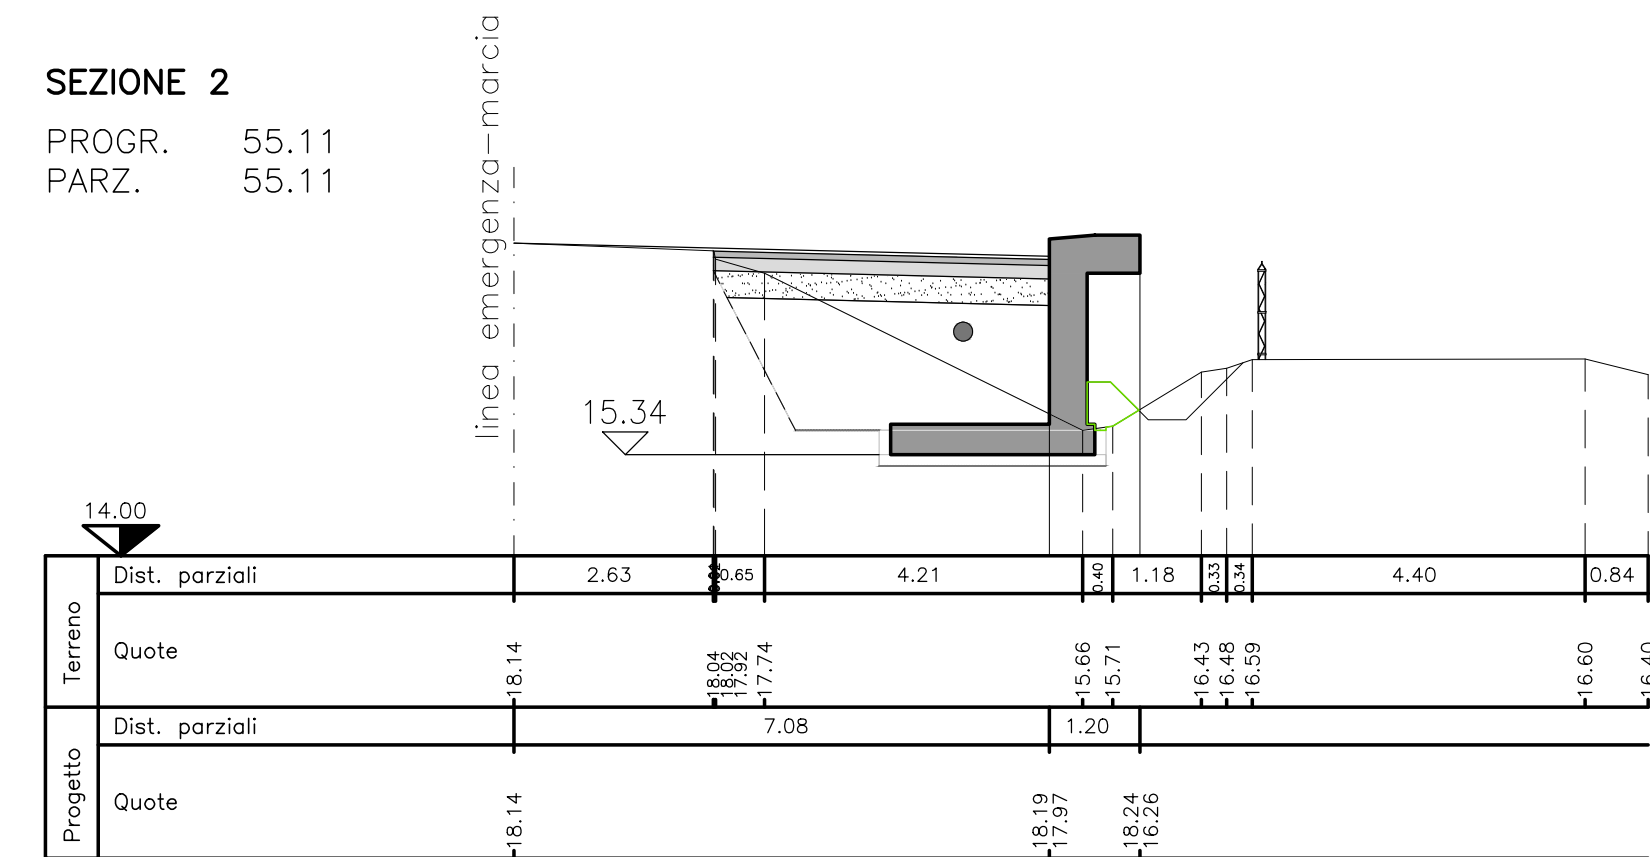 linea emergenza-marcia
SEZIONE 2
PROGR. 55.11
PARZ. 55.11
15.34
14.00
Terreno
Dist. parziali 2.63 0.65 4.21 0.40 1.18 0.33 0.34 4.40 0.84
Quote 18.14 18.04 18.02 17.92 17.74 15.66 15.71 16.43 16.48 16.59 16.60 16.40
Progetto
Dist. parziali 7.08 1.20
Quote 18.14 18.19 17.97 18.24 16.26